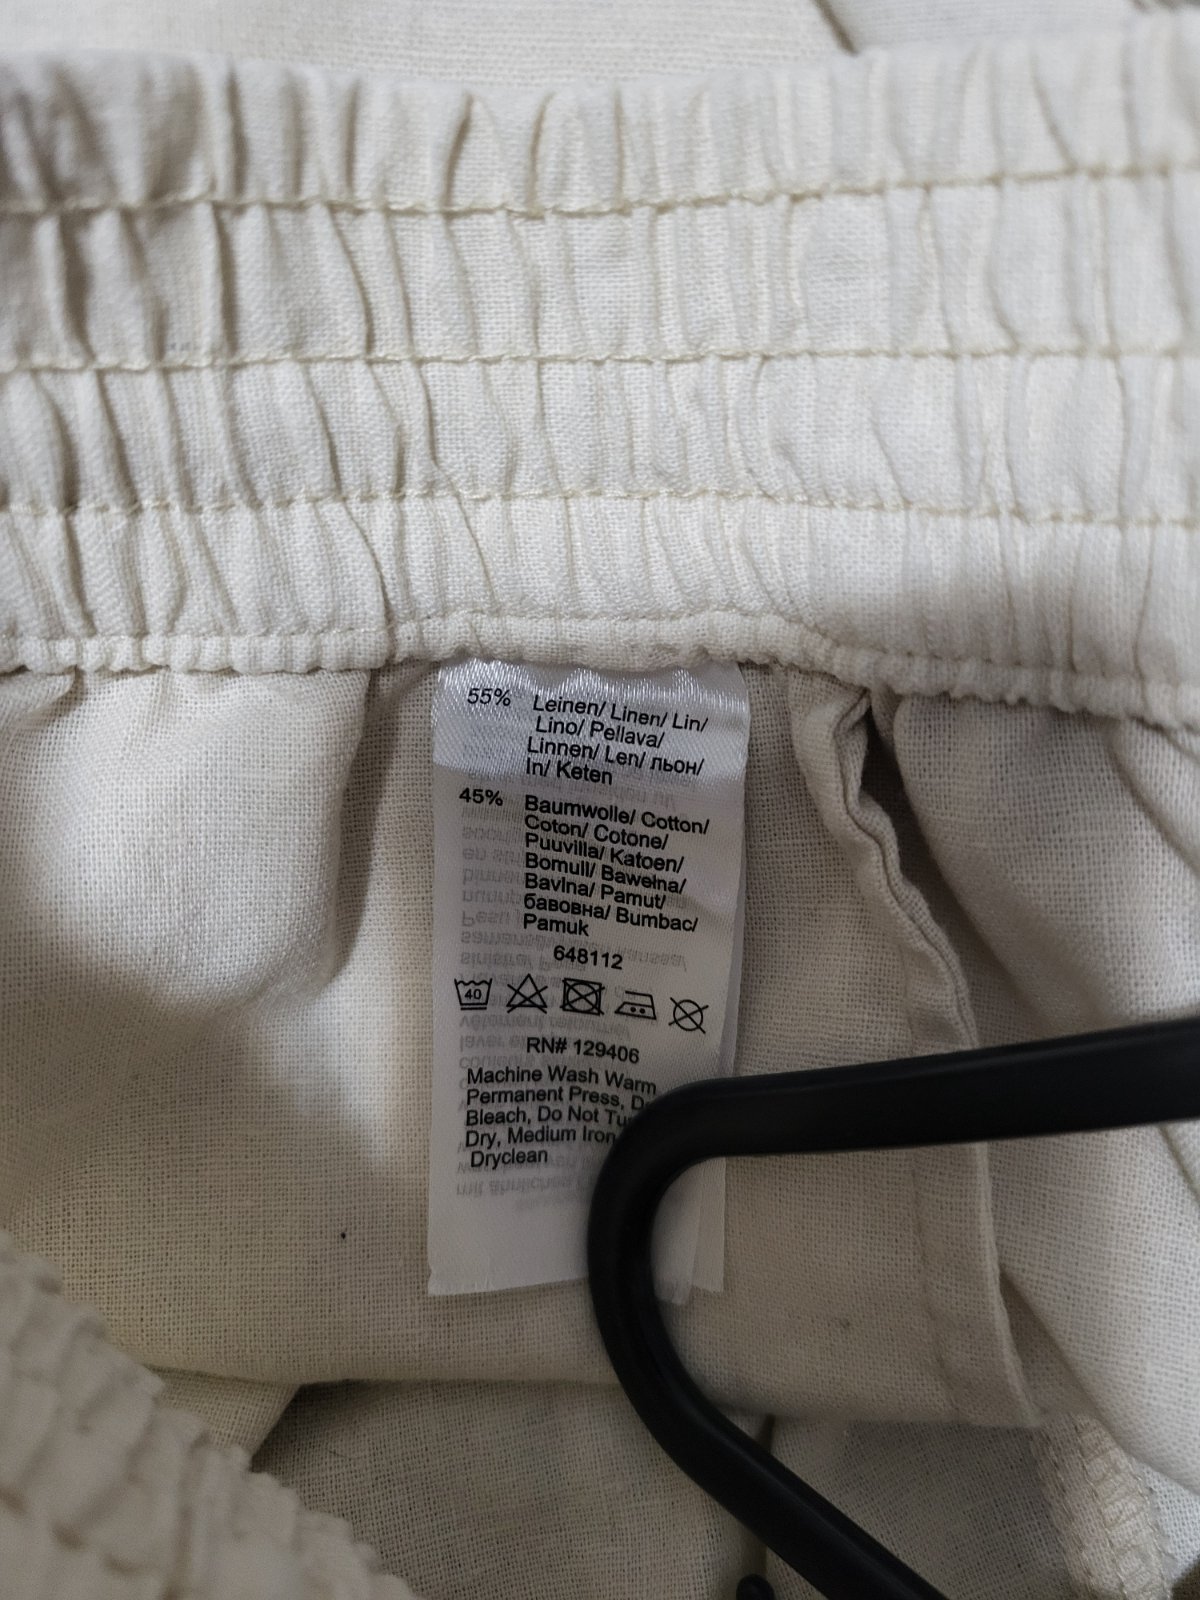 55% Leinen/ Linen/ Lin/
Lino/ Pellava/
Linnen/ Len/ льон/
In/ Keten
45% Baumwolle/ Cotton/
Coton/ Cotone/
Puuvilla/ Katoen/
Bomull/ Bawełna/
Bavlna/ Pamut/
бавовна/ Bumbac/
Pamuk
648112
40
RN# 129406
Machine Wash Warm
Permanent Press,
Bleach, Do Not
Dry, Medium Iron
Dryclean